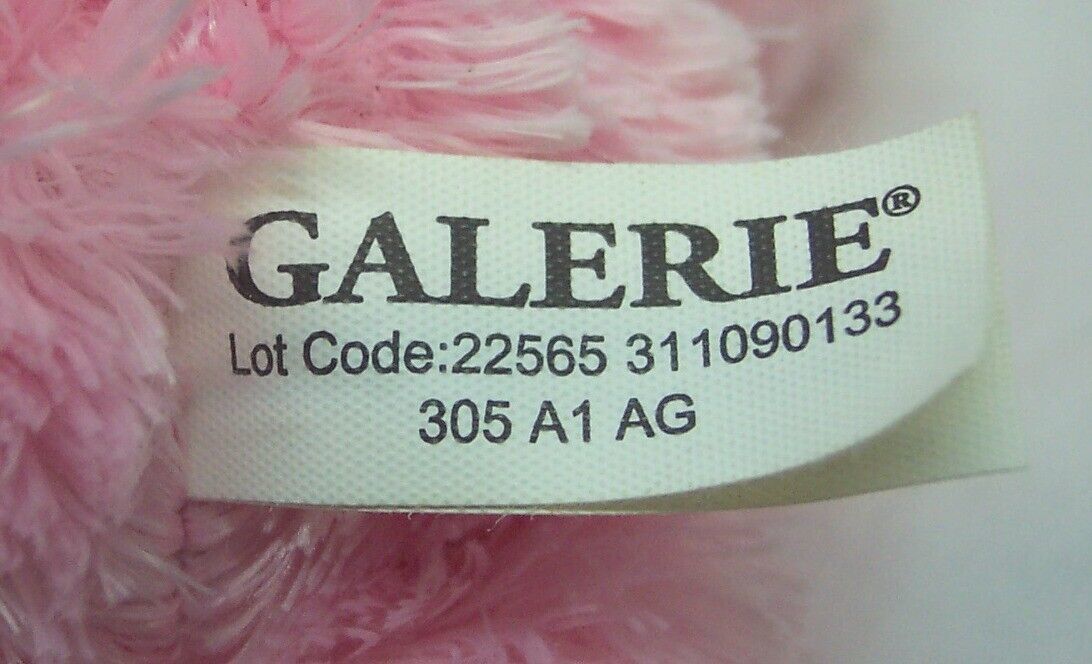 GALERIE®
Lot Code:22565 311090133
305 A1 AG